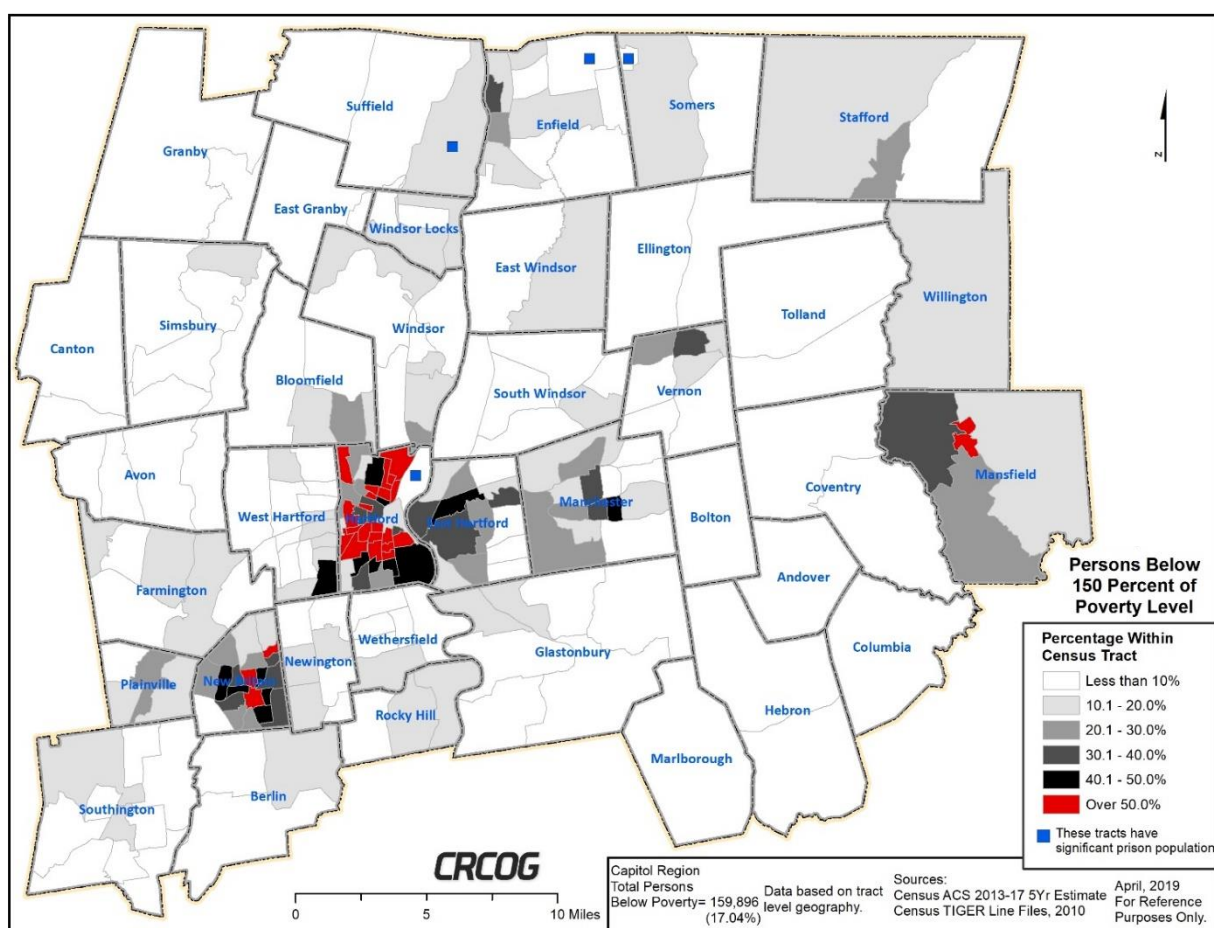 Suffield
Enfield
Somers
Stafford
Granby
East Granby
Windsor Locks
Ellington
East Windsor
Willington
Simsbury
Tolland
Canton
Windsor
Bloomfield
South Windsor
Vernon
Avon
Mansfield
Coventry
Manchester
West Hartford
Hartford
East Hartford
Bolton
Andover
Farmington
Wethersfield
Columbia
Glastonbury
Newington
New Britain
Plainville
Hebron
Rocky Hill
Marlborough
Berlin
Southington
Z
Persons Below
150 Percent of
Poverty Level
Percentage Within
Census Tract
Less than 10%
10.1 - 20.0%
20.1 - 30.0%
30.1 - 40.0%
40.1 - 50.0%
Over 50.0%
These tracts have
significant prison population
CRCOG
0 5 10 Miles
Capitol Region
Total Persons
Below Poverty= 159,896
(17.04%)
Data based on tract
level geography.
Sources:
Census ACS 2013-17 5Yr Estimate
Census TIGER Line Files, 2010
April, 2019
For Reference
Purposes Only.